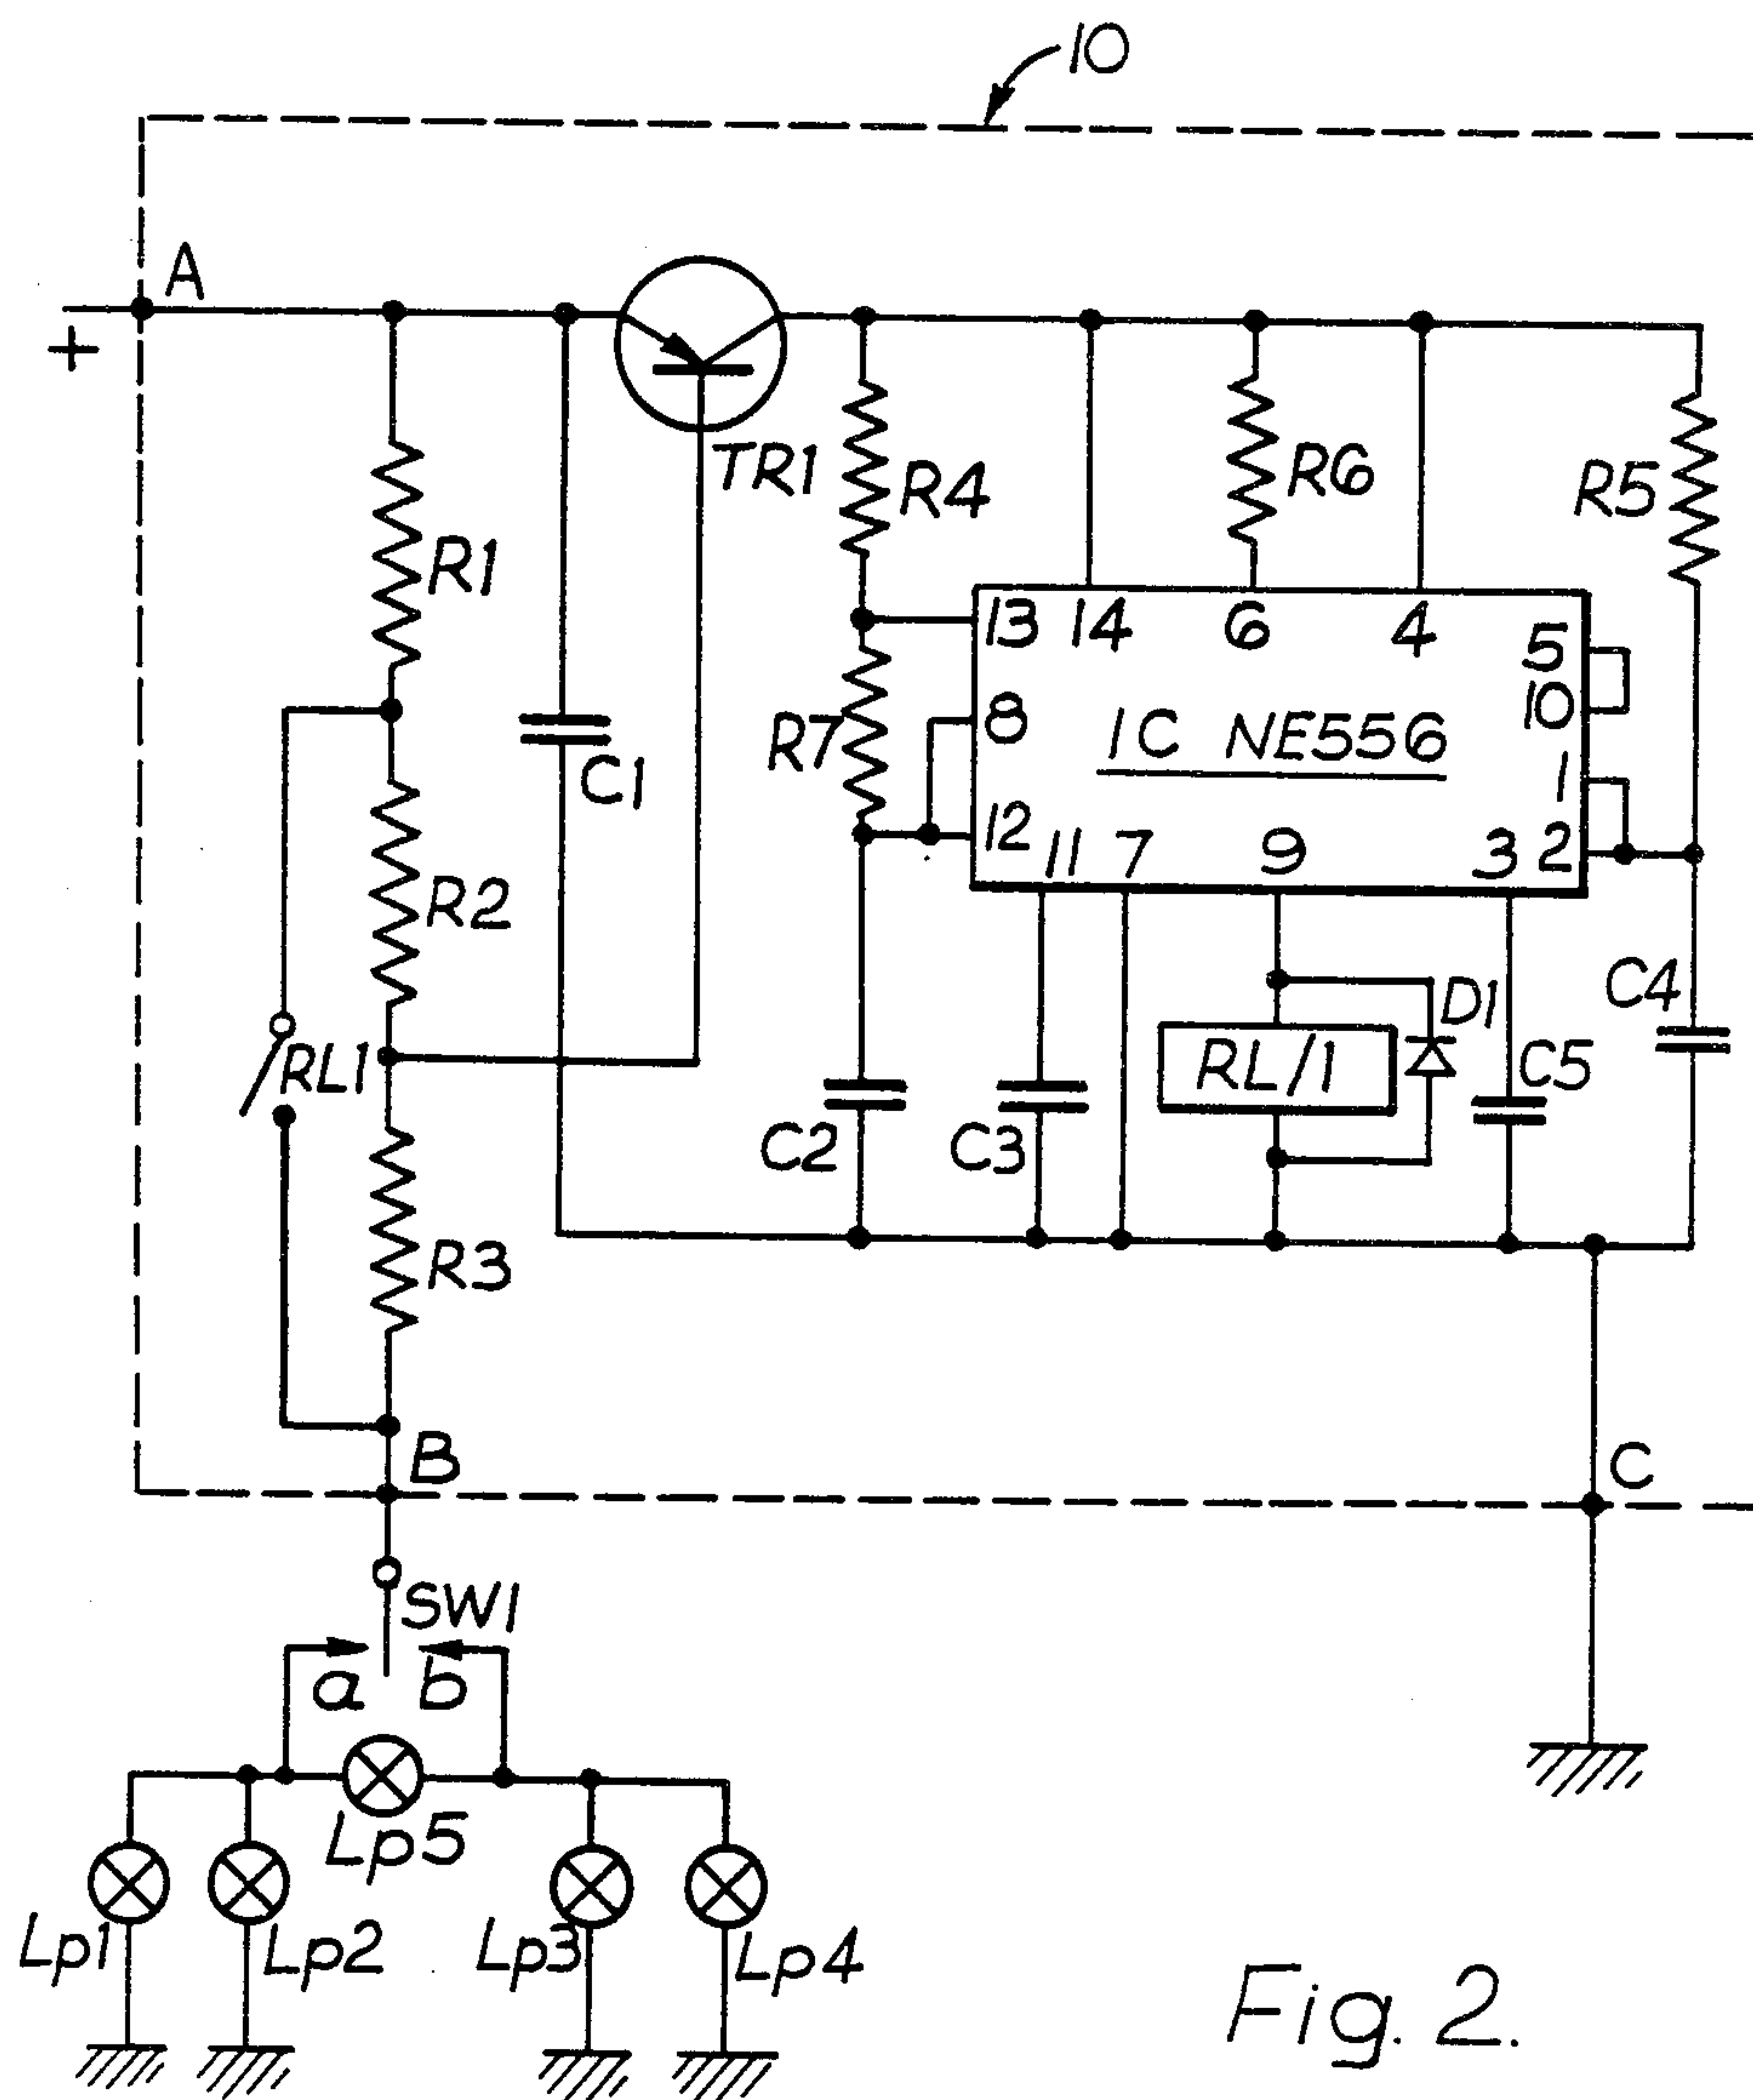 10
A
+
TR1
R4
R6
R5
R1
13 14 6 4
5
10
8
IC NE556
R7
C1
1
12
11 7 9 3 2
R2
C4
D1
RL1
RL/1
C5
C2
C3
R3
B
C
SW1
a b
Lp5
Lp1
Lp2
Lp3
Lp4
Fig. 2.